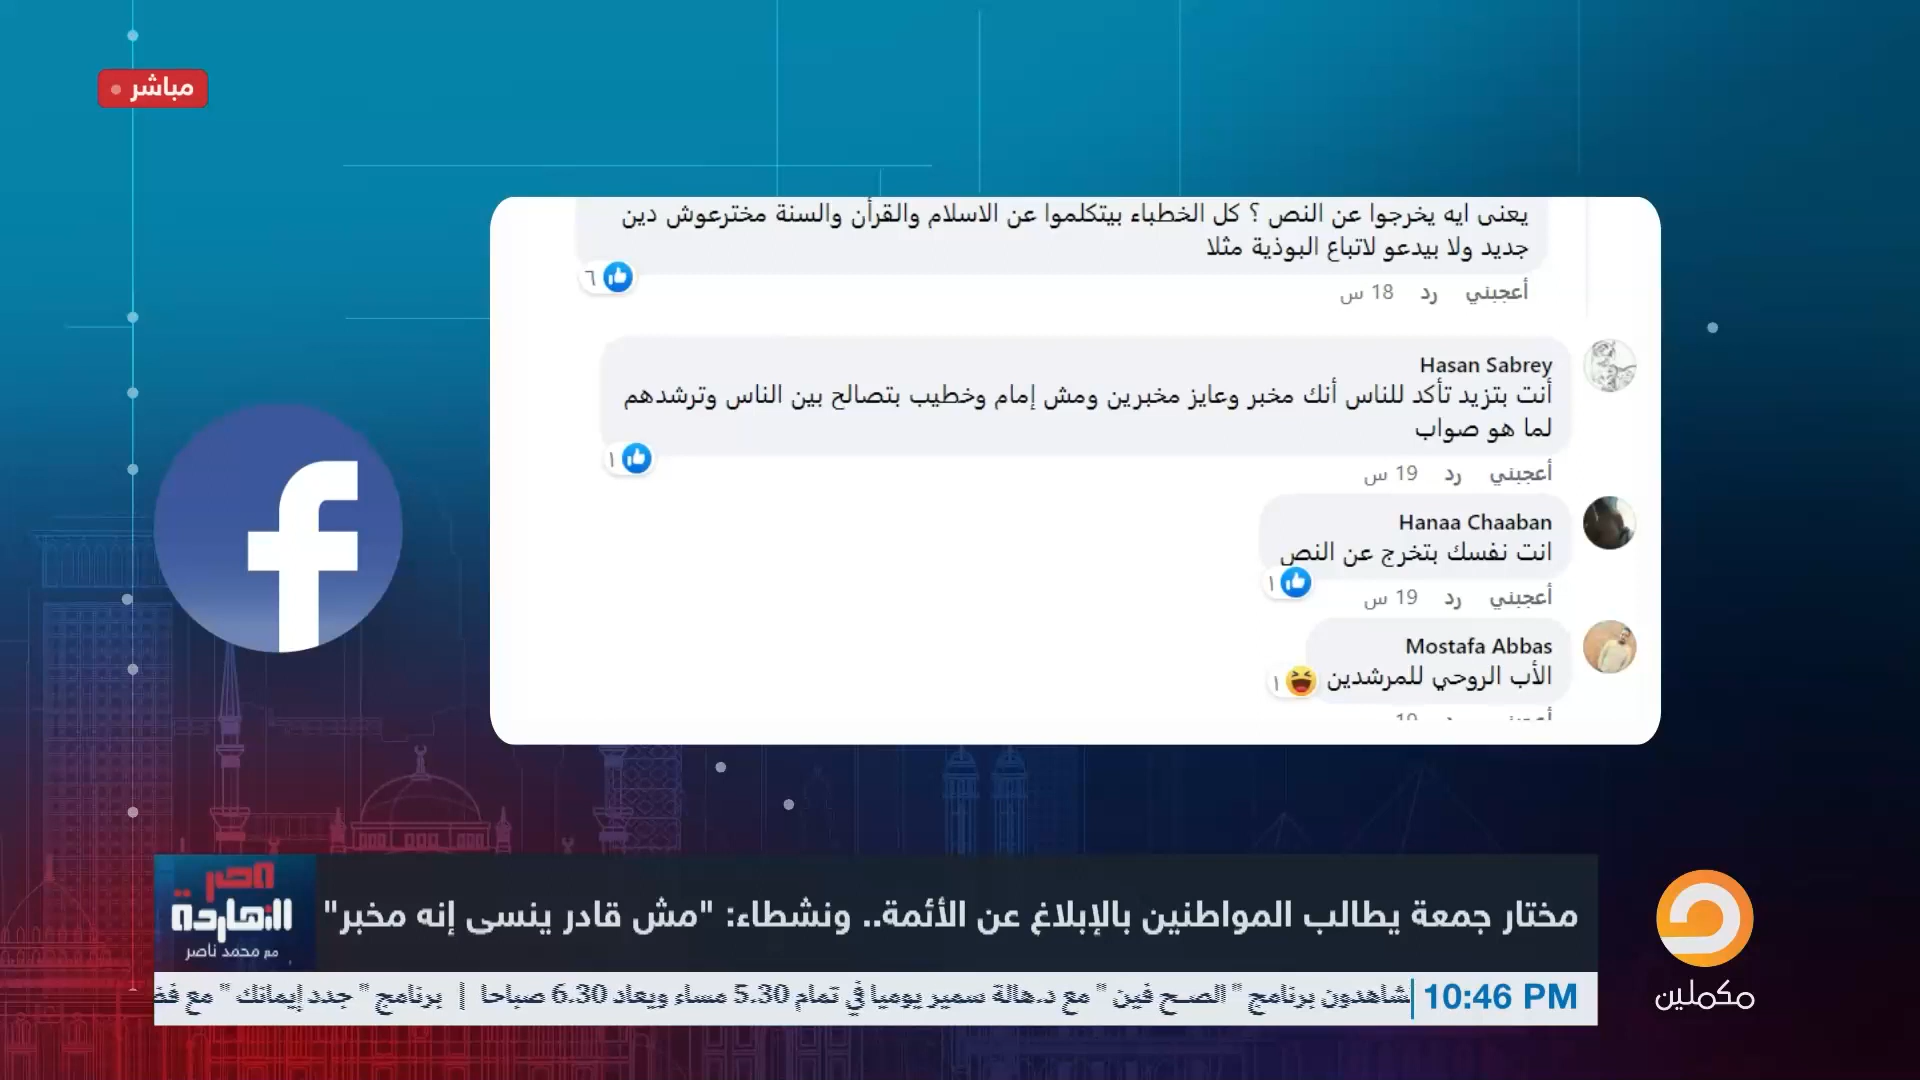 مباشر
يعنى ايه يخرجوا عن النص ؟ كل الخطباء بيتكلموا عن الاسلام والقرأن والسنة مخترعوش دين
جديد ولا بيدعو لاتباع البوذية مثلا
٦
أعجبني رد 18 س
Hasan Sabrey
أنت بتزيد تأكد للناس أنك مخبر وعايز مخبرين ومش إمام وخطيب بتصالح بين الناس وترشدهم
لما هو صواب
١
أعجبني رد 19 س
Hanaa Chaaban
انت نفسك بتخرج عن النص
١
أعجبني رد 19 س
Mostafa Abbas
الأب الروحي للمرشدين
١
مصر
النهاردة
مع محمد ناصر
مختار جمعة يطالب المواطنين بالإبلاغ عن الأئمة.. ونشطاء: "مش قادر ينسى إنه مخبر"
10:46 PM
شاهدون برنامج " الصح فين " مع د.هالة سمير يوميا في تمام 5.30 مساء ويعاد 6.30 صباحا | برنامج " جدد إيمانك " مع
مكملين